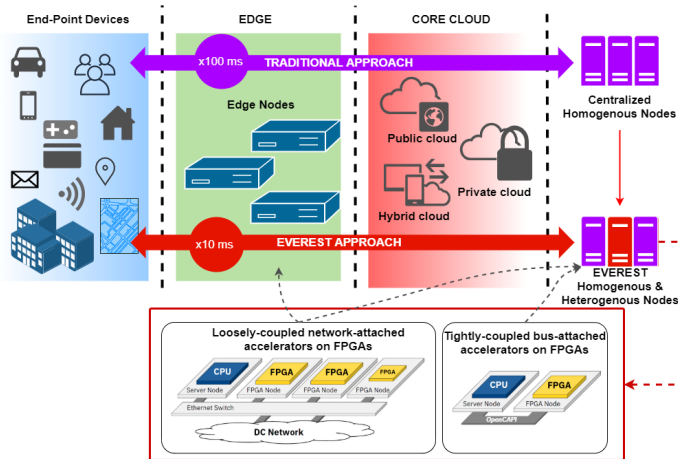 End-Point Devices
EDGE
CORE CLOUD
x100 ms
TRADITIONAL APPROACH
Edge Nodes
Public cloud
Private cloud
Hybrid cloud
Centralized
Homogenous Nodes
x10 ms
EVEREST APPROACH
EVEREST
Homogenous &
Heterogenous Nodes
Loosely-coupled network-attached
accelerators on FPGAs
CPU
FPGA
FPGA
FPGA
Server Node
FPGA Node
FPGA Node
FPGA Node
Ethernet Switch
DC Network
Tightly-coupled bus-attached
accelerators on FPGAs
CPU
FPGA
Server Node
FPGA Node
OpenCAPI